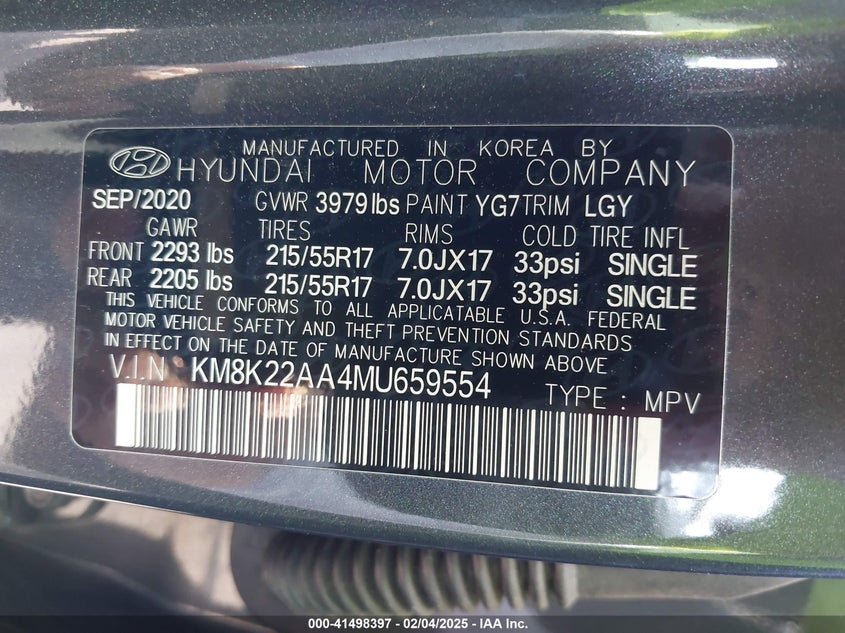 MANUFACTURED IN KOREA BY
HYUNDAI MOTOR COMPANY
SEP/2020 GVWR 3979 lbs PAINT YG7 TRIM LGY
GAWR TIRES RIMS COLD TIRE INFL
FRONT 2293 lbs 215/55R17 7.0JX17 33psi SINGLE
REAR 2205 lbs 215/55R17 7.0JX17 33psi SINGLE
THIS VEHICLE CONFORMS TO ALL APPLICATABLE U.S.A. FEDERAL
MOTOR VEHICLE SAFETY AND THEFT PREVENTION STANDARDS
IN EFFECT ON THE DATE OF MANUFACTURE SHOWN ABOVE
V.I.N : KM8K22AA4MU659554 TYPE : MPV
000-41498397 - 02/04/2025 - IAA Inc.